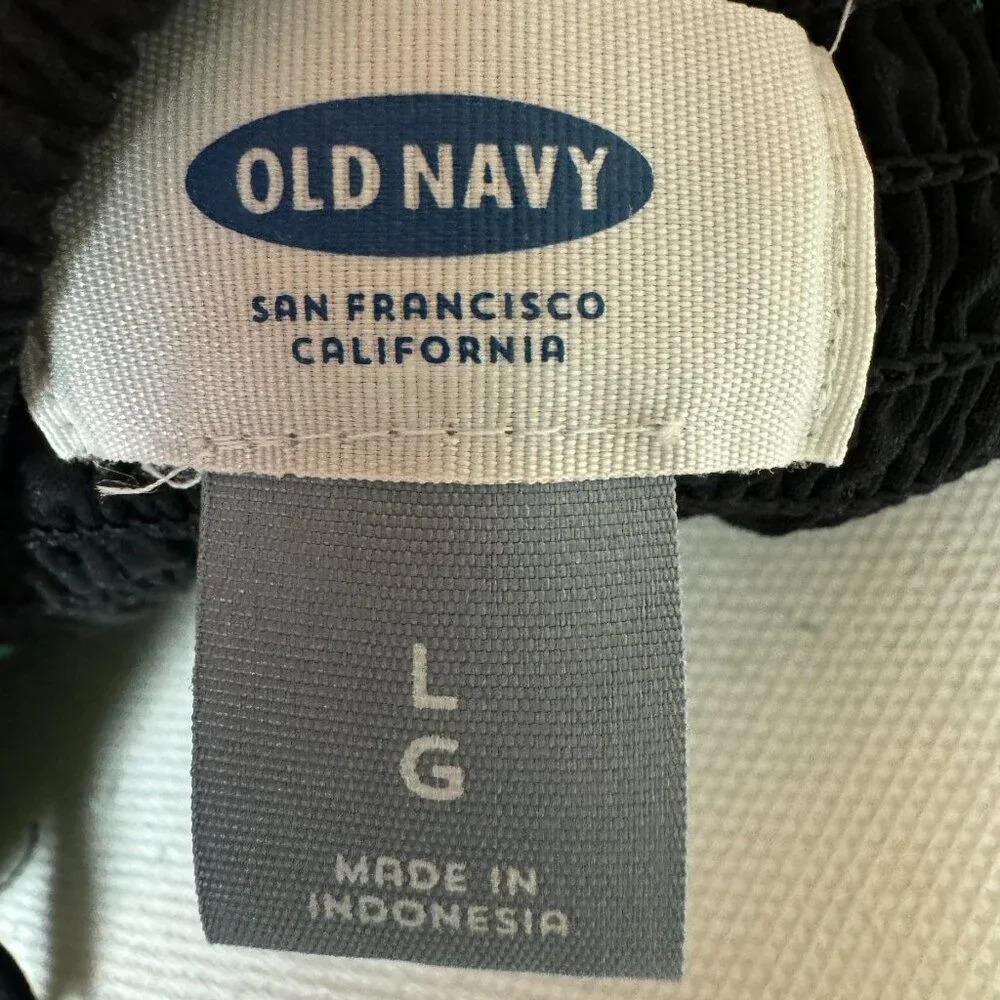 OLD NAVY
SAN FRANCISCO
CALIFORNIA
L
G
MADE IN
INDONESIA